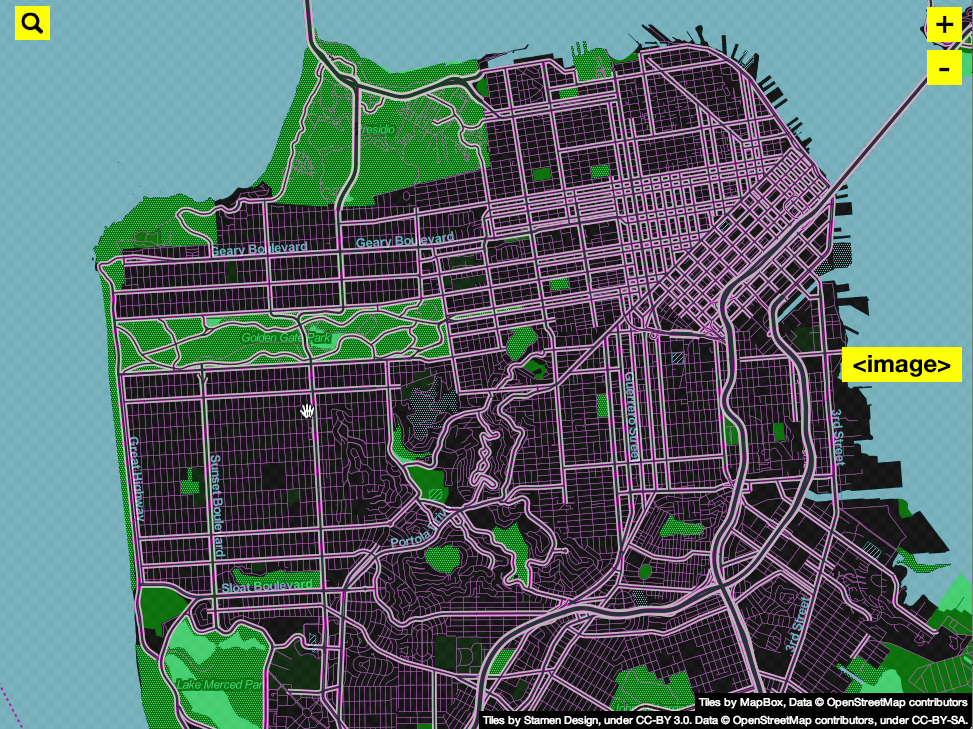 +
-
Presidio
Geary Boulevard
Geary Boulevard
Golden Gate Park
<image>
Guerrero Street
3rd Street
Great Highway
Sunset Boulevard
Portola Driv
Sloat Boulevard
3rd Street
Lake Merced Par
Tiles by MapBox, Data © OpenStreetMap contributors
Tiles by Stamen Design, under CC-BY 3.0. Data © OpenStreetMap contributors, under CC-BY-SA.